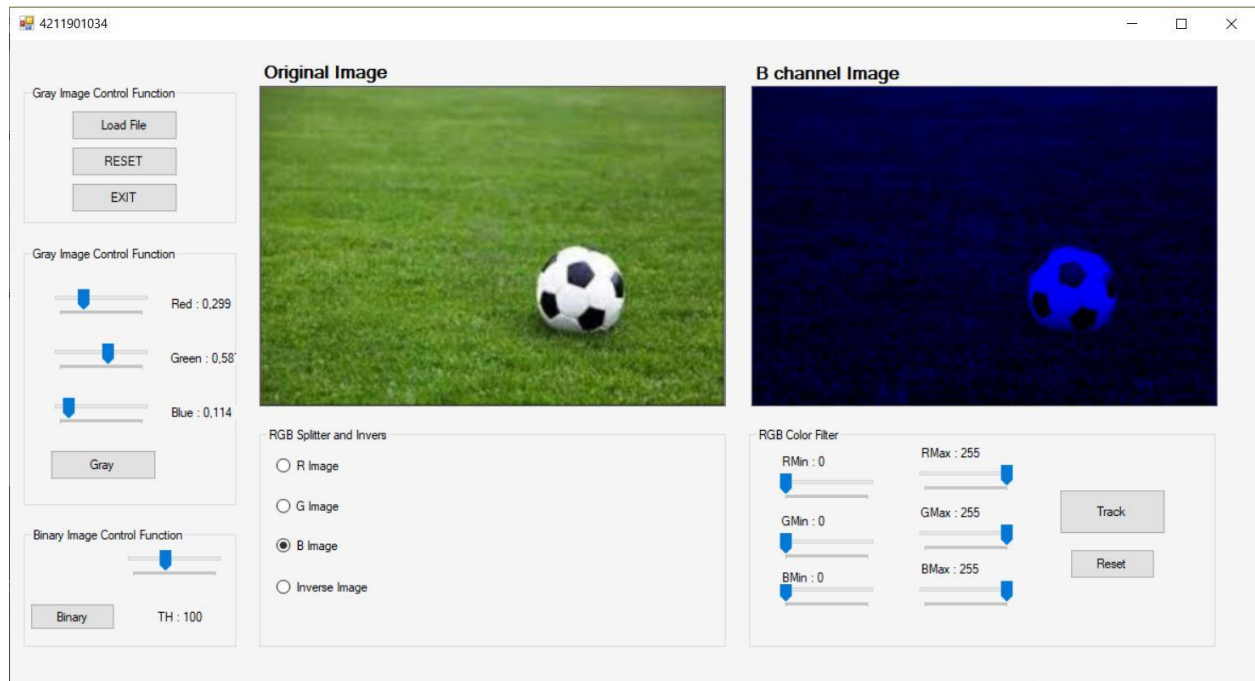 4211901034
Original Image
B channel Image
Gray Image Control Function
Load File
RESET
EXIT
Gray Image Control Function
Red : 0,299
Green : 0,58
Blue : 0,114
Gray
Binary Image Control Function
Binary
TH : 100
RGB Splitter and Invers
R Image
G Image
B Image
Inverse Image
RGB Color Filter
RMin : 0
RMax : 255
GMin : 0
GMax : 255
BMin : 0
BMax : 255
Track
Reset